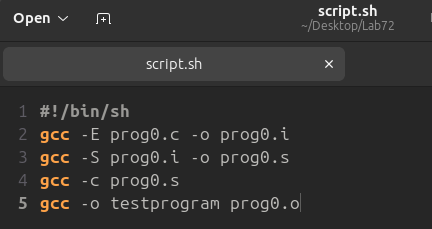 Open
script.sh
~/Desktop/Lab72
script.sh ×
1 #!/bin/sh
2 gcc -E prog0.c -o prog0.i
3 gcc -S prog0.i -o prog0.s
4 gcc -c prog0.s
5 gcc -o testprogram prog0.o